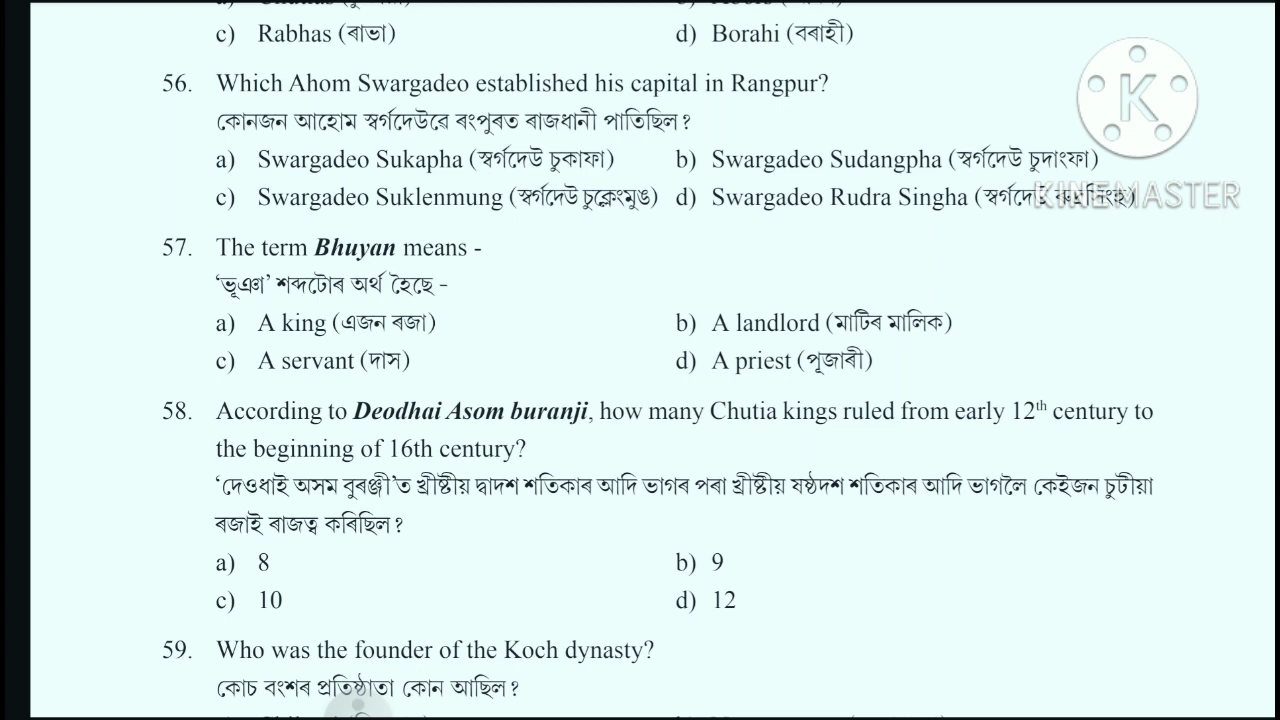 c) Rabhas (ৰাভা) d) Borahi (বৰাহী)
56. Which Ahom Swargadeo established his capital in Rangpur?
কোনজন আহোম স্বৰ্গদেউৱে ৰংপুৰত ৰাজধানী পাতিছিল ?
a) Swargadeo Sukapha (স্বৰ্গদেউ চুকাফা) b) Swargadeo Sudangpha (স্বৰ্গদেউ চুদাংফা)
c) Swargadeo Suklenmung (স্বৰ্গদেউ চুক্লেংমুঙ) d) Swargadeo Rudra Singha
K
KINEMASTER
57. The term Bhuyan means -
‘ভূঞা’ শব্দটোৰ অৰ্থ হৈছে -
a) A king (এজন ৰজা) b) A landlord (মাটিৰ মালিক)
c) A servant (দাস) d) A priest (পূজাৰী)
58. According to Deodhai Asom buranji, how many Chutia kings ruled from early 12th century to
the beginning of 16th century?
‘দেওধাই অসম বুৰঞ্জী’ত খ্ৰীষ্টীয় দ্বাদশ শতিকাৰ আদি ভাগৰ পৰা খ্ৰীষ্টীয় ষষ্ঠদশ শতিকাৰ আদি ভাগলৈ কেইজন চুটীয়া
ৰজাই ৰাজত্ব কৰিছিল ?
a) 8 b) 9
c) 10 d) 12
59. Who was the founder of the Koch dynasty?
কোচ বংশৰ প্ৰতিষ্ঠাতা কোন আছিল ?